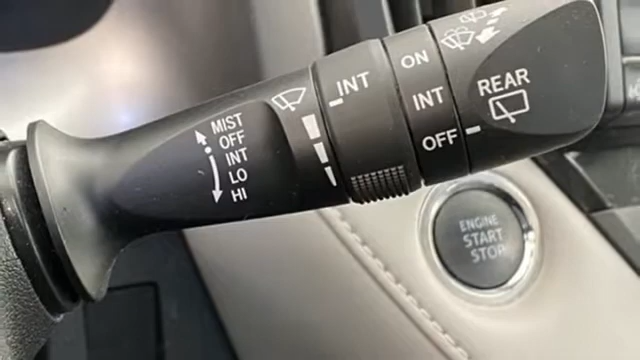 MIST
OFF
INT
LO
HI
INT
ON
INT
OFF
REAR
ENGINE
START
STOP